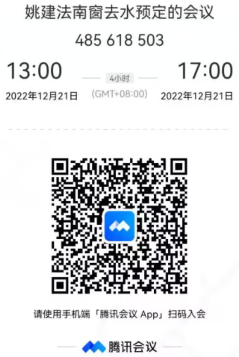 姚建法南窗去水预定的会议
485 618 503
13:00 4小时 17:00
2022年12月21日 (GMT+08:00) 2022年12月21日
请使用手机端「腾讯会议 App」扫码入会
腾讯会议